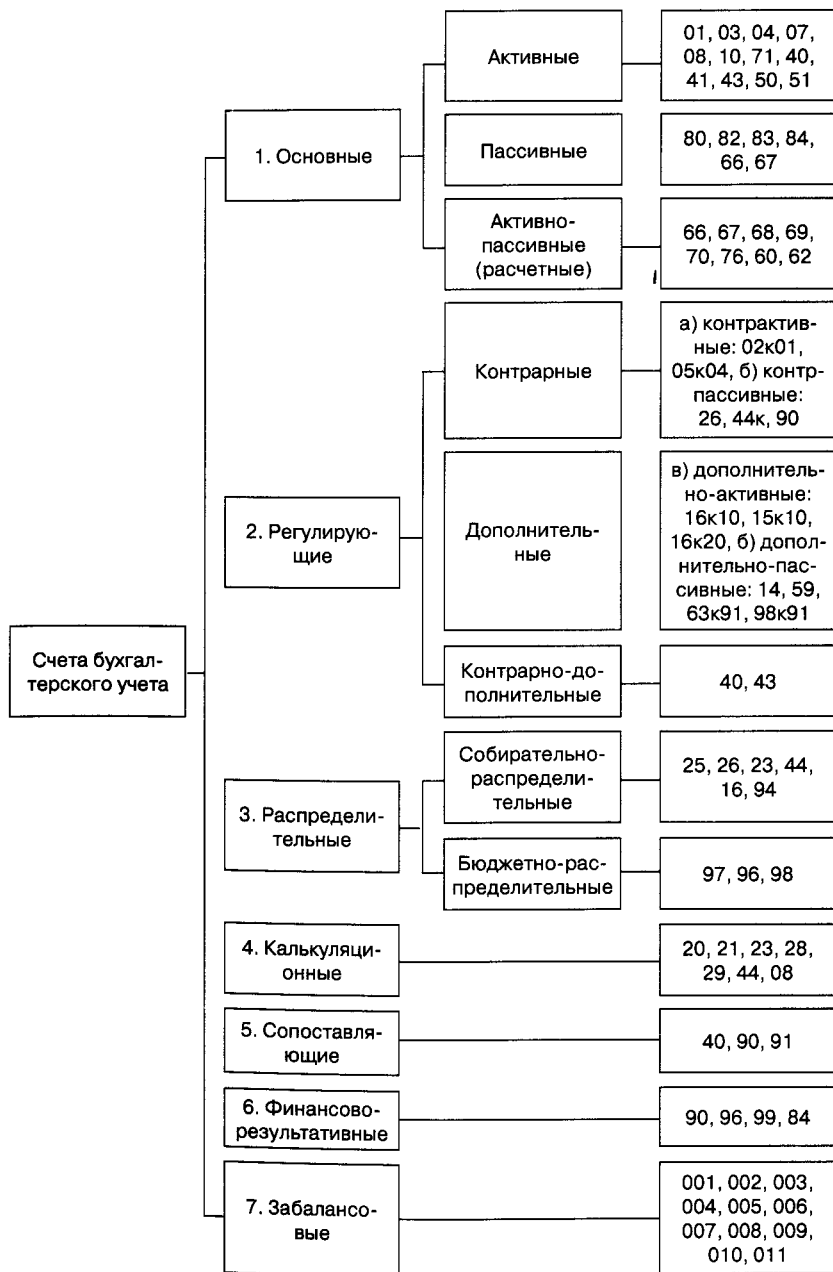 Активные
01, 03, 04, 07,
08, 10, 71, 40,
41, 43, 50, 51
1. Основные
Пассивные
80, 82, 83, 84,
66, 67
Активно-
пассивные
(расчетные)
66, 67, 68, 69,
70, 76, 60, 62
Контрарные
а) контрактив-
ные: 02к01,
05к04, б) контр-
пассивные:
26, 44к, 90
2. Регулирую-
щие
Дополнитель-
ные
в) дополнитель-
но-активные:
16к10, 15к10,
16к20, б) допол-
нительно-пас-
сивные: 14, 59,
63к91, 98к91
Счета бухгал-
терского учета
Контрарно-до-
полнительные
40, 43
3. Распредели-
тельные
Собирательно-
распредели-
тельные
25, 26, 23, 44,
16, 94
Бюджетно-рас-
пределительные
97, 96, 98
4. Калькуляци-
онные
20, 21, 23, 28,
29, 44, 08
5. Сопоставля-
ющие
40, 90, 91
6. Финансово-
результативные
90, 96, 99, 84
7. Забалансо-
вые
001, 002, 003,
004, 005, 006,
007, 008, 009,
010, 011